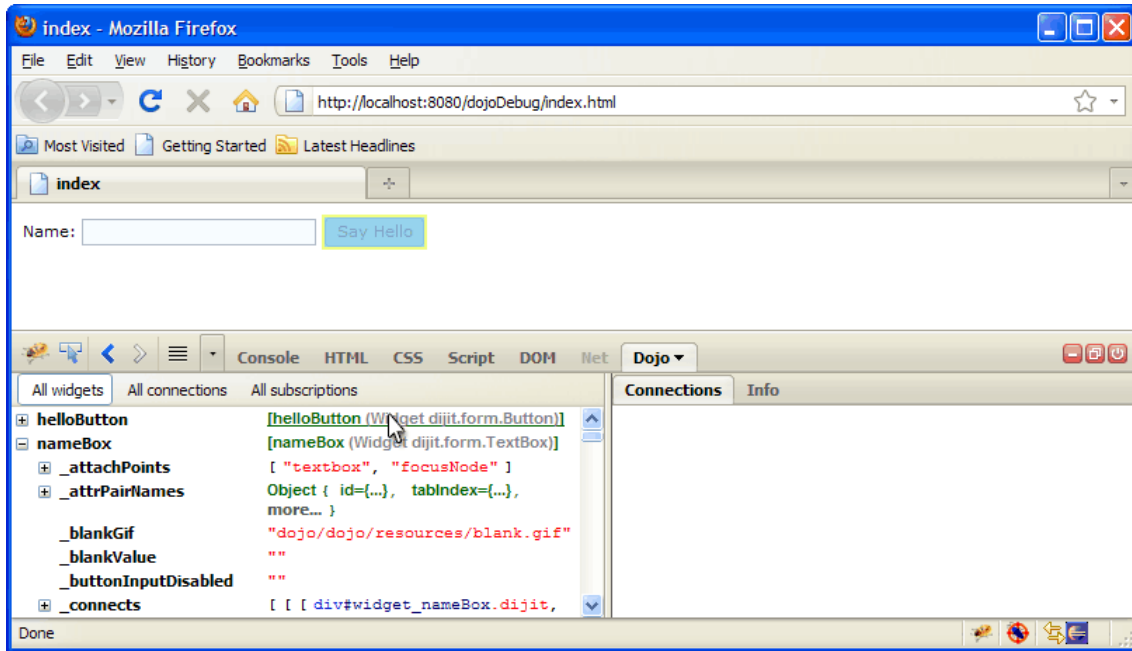 index - Mozilla Firefox
File Edit View History Bookmarks Tools Help
http://localhost:8080/dojoDebug/index.html
Most Visited Getting Started Latest Headlines
index
Name: Say Hello
Console HTML CSS Script DOM Net Dojo
All widgets All connections All subscriptions Connections Info
helloButton [helloButton (Widget dijit.form.Button)]
nameBox [nameBox (Widget dijit.form.TextBox)]
_attachPoints [ "textbox", "focusNode" ]
_attrPairNames Object { id={...}, tabIndex={...},
more... }
_blankGif "dojo/dojo/resources/blank.gif"
_blankValue ""
_buttonInputDisabled ""
_connects [ [ [ div#widget_nameBox.dijit,
Done